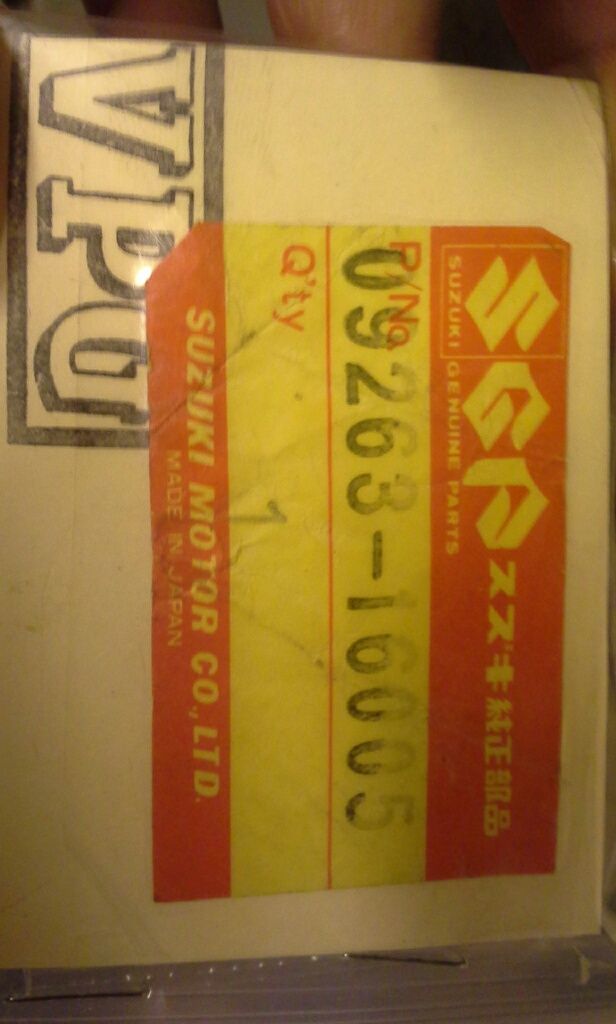 SGP スズキ純正部品
SUZUKI GENUINE PARTS
P/No.
09263-16005
Q'ty
1
SUZUKI MOTOR CO., LTD.
MADE IN JAPAN
VPG